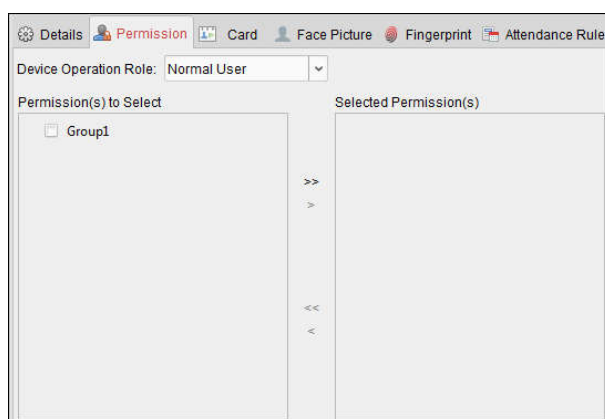 Details Permission Card Face Picture Fingerprint Attendance Rule
Device Operation Role: Normal User
Permission(s) to Select Selected Permission(s)
Group1
>>
>
<<
<